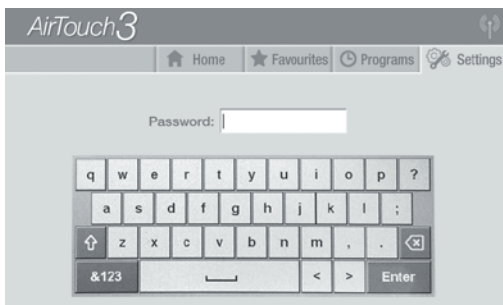 AirTouch3
Home Favourites Programs Settings
Password:
q w e r t y u i o p ?
a s d f g h j k l ;
z x c v b n m , .
&123 < > Enter